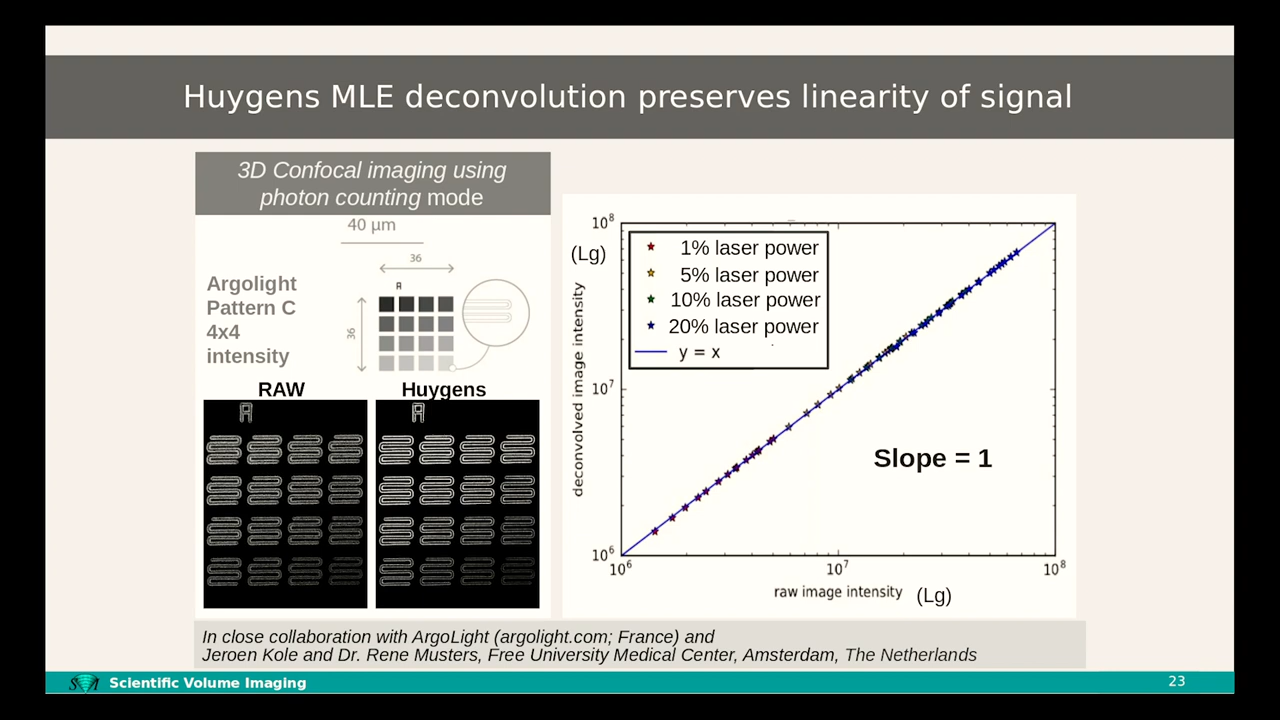 Huygens MLE deconvolution preserves linearity of signal
3D Confocal imaging using
photon counting mode
40 µm
36
Argolight
Pattern C
4x4
intensity
36
RAW
Huygens
10⁸
(Lg)
1% laser power
5% laser power
10% laser power
20% laser power
y = x
deconvolved image intensity
10⁷
Slope = 1
10⁶
10⁶
10⁷
10⁸
raw image intensity (Lg)
In close collaboration with ArgoLight (argolight.com; France) and
Jeroen Kole and Dr. Rene Musters, Free University Medical Center, Amsterdam, The Netherlands
SVI Scientific Volume Imaging
23